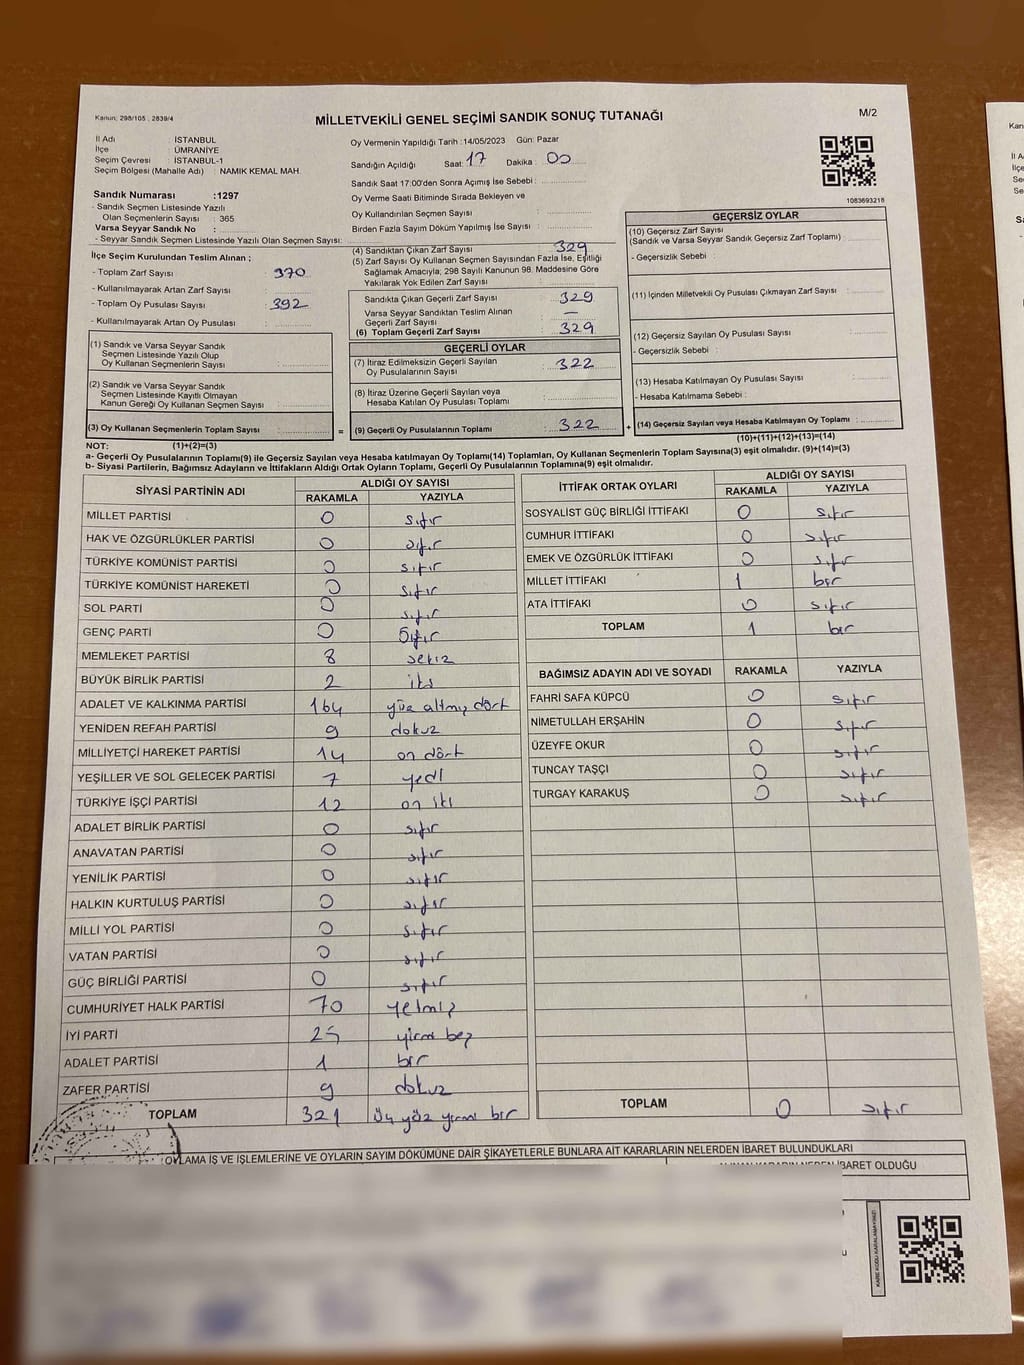 Kanun: 298/105 , 2839/4
MİLLETVEKİLİ GENEL SEÇİMİ SANDIK SONUÇ TUTANAĞI
M/2
İl Adı : İSTANBUL
İlçe : ÜMRANİYE
Seçim Çevresi : İSTANBUL-1
Seçim Bölgesi (Mahalle Adı) : NAMIK KEMAL MAH.
Sandık Numarası :1297
- Sandık Seçmen Listesinde Yazılı
Olan Seçmenlerin Sayısı : 365
Varsa Seyyar Sandık No :
- Seyyar Sandık Seçmen Listesinde Yazılı Olan Seçmen Sayısı:
Oy Vermenin Yapıldığı Tarih :14/05/2023 Gün: Pazar
Sandığın Açıldığı Saat: 17 Dakika : 00
Sandık Saat 17:00'den Sonra Açımış İse Sebebi :
Oy Verme Saati Bitiminde Sırada Bekleyen ve
Oy Kullandırılan Seçmen Sayısı :
Birden Fazla Sayım Döküm Yapılmış İse Sayısı :
1083693218
İlçe Seçim Kurulundan Teslim Alınan ;
- Toplam Zarf Sayısı : 370
- Kullanılmayarak Artan Zarf Sayısı :
- Toplam Oy Pusulası Sayısı : 392
- Kullanılmayarak Artan Oy Pusulası :
(1) Sandık ve Varsa Seyyar Sandık
Seçmen Listesinde Yazılı Olup
Oy Kullanan Seçmenlerin Sayısı :
(2) Sandık ve Varsa Seyyar Sandık
Seçmen Listesinde Kayıtlı Olmayan
Kanun Gereği Oy Kullanan Seçmen Sayısı :
(3) Oy Kullanan Seçmenlerin Toplam Sayısı :
(4) Sandıktan Çıkan Zarf Sayısı : 329
(5) Zarf Sayısı Oy Kullanan Seçmen Sayısından Fazla İse, Eşitliği
Sağlamak Amacıyla; 298 Sayılı Kanunun 98. Maddesine Göre
Yakılarak Yok Edilen Zarf Sayısı :
Sandıkta Çıkan Geçerli Zarf Sayısı : 329
Varsa Seyyar Sandıktan Teslim Alınan
Geçerli Zarf Sayısı : —
(6) Toplam Geçerli Zarf Sayısı : 329
GEÇERLİ OYLAR
(7) İtiraz Edilmeksizin Geçerli Sayılan
Oy Pusulalarının Sayısı : 322
(8) İtiraz Üzerine Geçerli Sayılan veya
Hesaba Katılan Oy Pusulası Toplamı :
= (9) Geçerli Oy Pusulalarının Toplamı : 322
GEÇERSİZ OYLAR
(10) Geçersiz Zarf Sayısı
(Sandık ve Varsa Seyyar Sandık Geçersiz Zarf Toplamı) :
- Geçersizlik Sebebi :
(11) İçinden Milletvekili Oy Pusulası Çıkmayan Zarf Sayısı :
(12) Geçersiz Sayılan Oy Pusulası Sayısı :
- Geçersizlik Sebebi :
(13) Hesaba Katılmayan Oy Pusulası Sayısı :
- Hesaba Katılmama Sebebi :
+ (14) Geçersiz Sayılan veya Hesaba Katılmayan Oy Toplamı :
NOT: (1)+(2)=(3)
(10)+(11)+(12)+(13)=(14)
a- Geçerli Oy Pusulalarının Toplamı(9) ile Geçersiz Sayılan veya Hesaba katılmayan Oy Toplamı(14) Toplamları, Oy Kullanan Seçmenlerin Toplam Sayısına(3) eşit olmalıdır. (9)+(14)=(3)
b- Siyasi Partilerin, Bağımsız Adayların ve İttifakların Aldığı Ortak Oyların Toplamı, Geçerli Oy Pusulalarının Toplamına(9) eşit olmalıdır.
SİYASİ PARTİNİN ADI ALDIĞI OY SAYISI
RAKAMLA YAZIYLA
MİLLET PARTİSİ 0 sıfır
HAK VE ÖZGÜRLÜKLER PARTİSİ 0 sıfır
TÜRKİYE KOMÜNİST PARTİSİ 0 sıfır
TÜRKİYE KOMÜNİST HAREKETİ 0 sıfır
SOL PARTİ 0 sıfır
GENÇ PARTİ 0 sıfır
MEMLEKET PARTİSİ 8 sekiz
BÜYÜK BİRLİK PARTİSİ 2 iki
ADALET VE KALKINMA PARTİSİ 164 yüz altmış dört
YENİDEN REFAH PARTİSİ 9 dokuz
MİLLİYETÇİ HAREKET PARTİSİ 14 on dört
YEŞİLLER VE SOL GELECEK PARTİSİ 7 yedi
TÜRKİYE İŞÇİ PARTİSİ 12 on iki
ADALET BİRLİK PARTİSİ 0 sıfır
ANAVATAN PARTİSİ 0 sıfır
YENİLİK PARTİSİ 0 sıfır
HALKIN KURTULUŞ PARTİSİ 0 sıfır
MİLLİ YOL PARTİSİ 0 sıfır
VATAN PARTİSİ 0 sıfır
GÜÇ BİRLİĞİ PARTİSİ 0 sıfır
CUMHURİYET HALK PARTİSİ 70 yetmiş
İYİ PARTİ 25 yirmi beş
ADALET PARTİSİ 1 bir
ZAFER PARTİSİ 9 dokuz
TOPLAM 321 üç yüz yirmi bir
İTTİFAK ORTAK OYLARI ALDIĞI OY SAYISI
RAKAMLA YAZIYLA
SOSYALİST GÜÇ BİRLİĞİ İTTİFAKI 0 sıfır
CUMHUR İTTİFAKI 0 sıfır
EMEK VE ÖZGÜRLÜK İTTİFAKI 0 sıfır
MİLLET İTTİFAKI 1 bir
ATA İTTİFAKI 0 sıfır
TOPLAM 1 bir
BAĞIMSIZ ADAYIN ADI VE SOYADI RAKAMLA YAZIYLA
FAHRİ SAFA KÜPCÜ 0 sıfır
NİMETULLAH ERŞAHİN 0 sıfır
ÜZEYFE OKUR 0 sıfır
TUNCAY TAŞÇI 0 sıfır
TURGAY KARAKUŞ 0 sıfır
TOPLAM 0 sıfır
OYLAMA İŞ VE İŞLEMLERİNE VE OYLARIN SAYIM DÖKÜMÜNE DAİR ŞİKAYETLERLE BUNLARA AİT KARARLARIN NELERDEN İBARET BULUNDUKLARI
İBARET OLDUĞU
KARE KODU KARALAMAYINIZ!